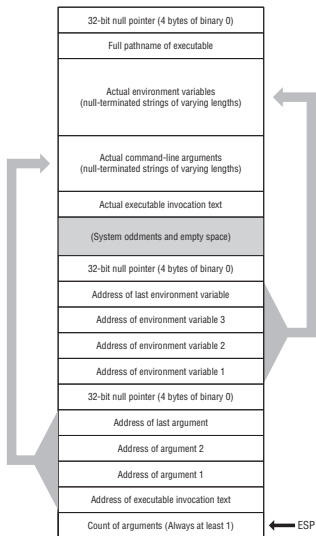 32-bit null pointer (4 bytes of binary 0)
Full pathname of executable
Actual environment variables
(null-terminated strings of varying lengths)
Actual command-line arguments
(null-terminated strings of varying lengths)
Actual executable invocation text
(System oddments and empty space)
32-bit null pointer (4 bytes of binary 0)
Address of last environment variable
Address of environment variable 3
Address of environment variable 2
Address of environment variable 1
32-bit null pointer (4 bytes of binary 0)
Address of last argument
Address of argument 2
Address of argument 1
Address of executable invocation text
Count of arguments (Always at least 1)
ESP